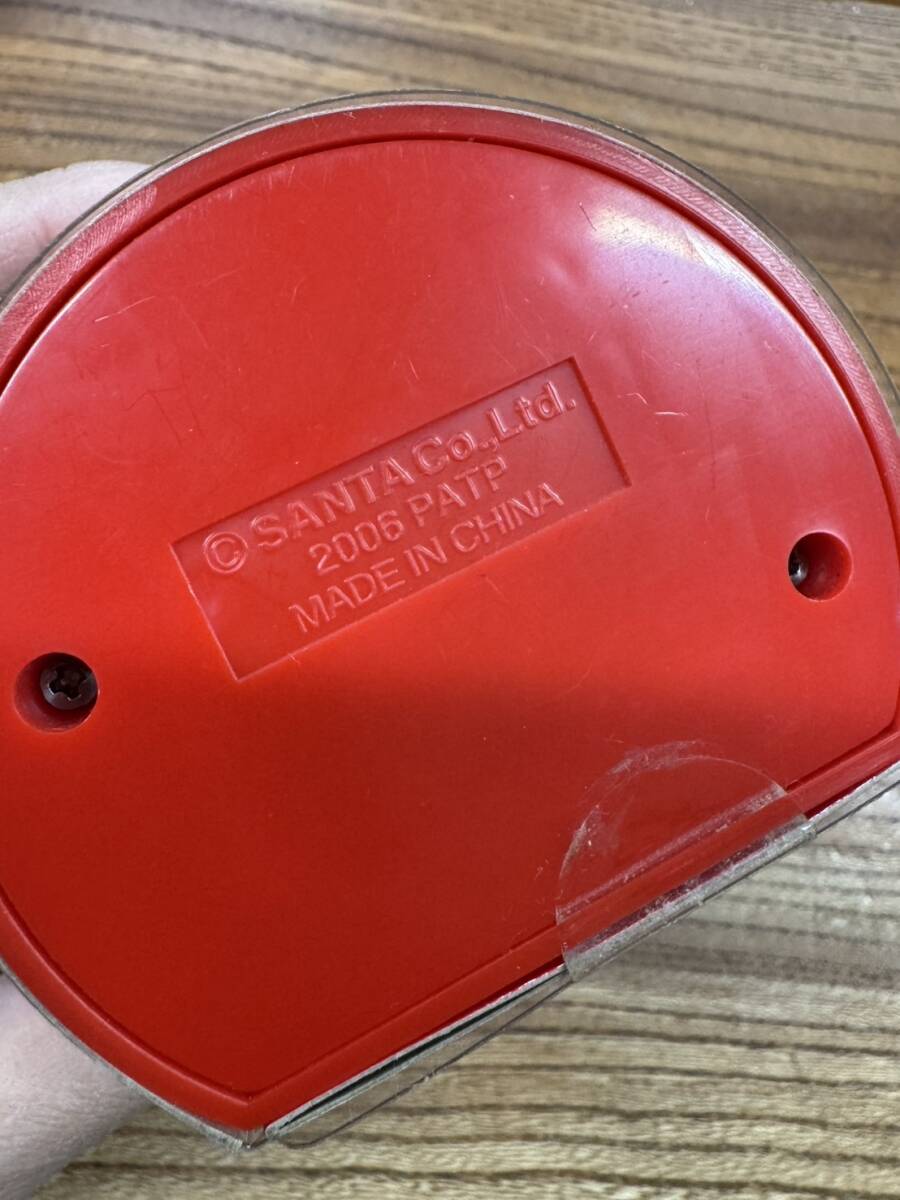 © SANTA Co.,Ltd.
2006 PATP
MADE IN CHINA